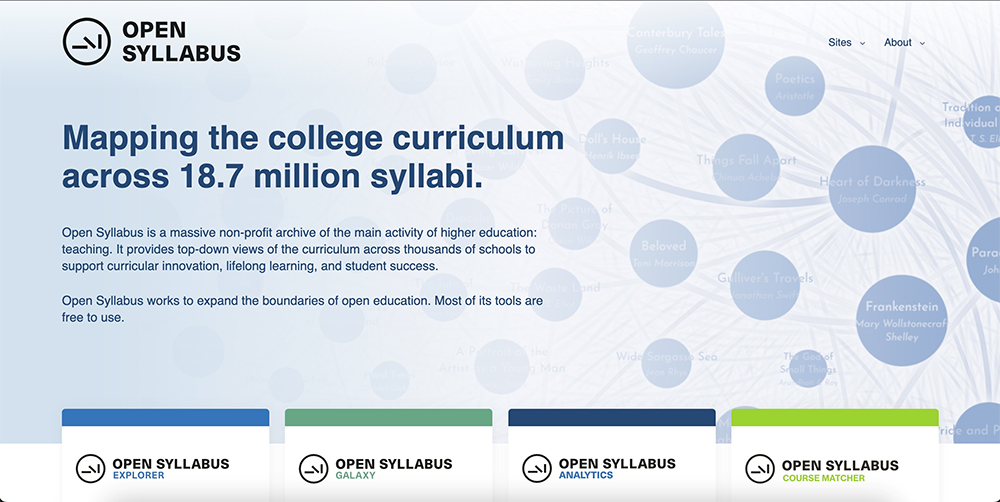 OPEN
SYLLABUS
Sites
About
Mapping the college curriculum
across 18.7 million syllabi.
Open Syllabus is a massive non-profit archive of the main activity of higher education:
teaching. It provides top-down views of the curriculum across thousands of schools to
support curricular innovation, lifelong learning, and student success.
Open Syllabus works to expand the boundaries of open education. Most of its tools are
free to use.
Canterbury Tales
Geoffrey Chaucer
Wuthering Heights
Poetics
Aristotle
Tradition a
Individual
T. S. El
Doll's House
Henrik Ibsen
Things Fall Apart
Chinua Achebe
Heart of Darkness
Joseph Conrad
The Picture of
Dorian Gray
Beloved
Toni Morrison
Gulliver's Travels
Jonathan Swift
Para
Joh
The Waste Land
Frankenstein
Mary Wollstonecraft
Shelley
A Portrait of the
Artist as a Young Man
Wide Sargasso Sea
Jean Rhys
The God of
Small Things
Pride and P
OPEN SYLLABUS
EXPLORER
OPEN SYLLABUS
GALAXY
OPEN SYLLABUS
ANALYTICS
OPEN SYLLABUS
COURSE MATCHER